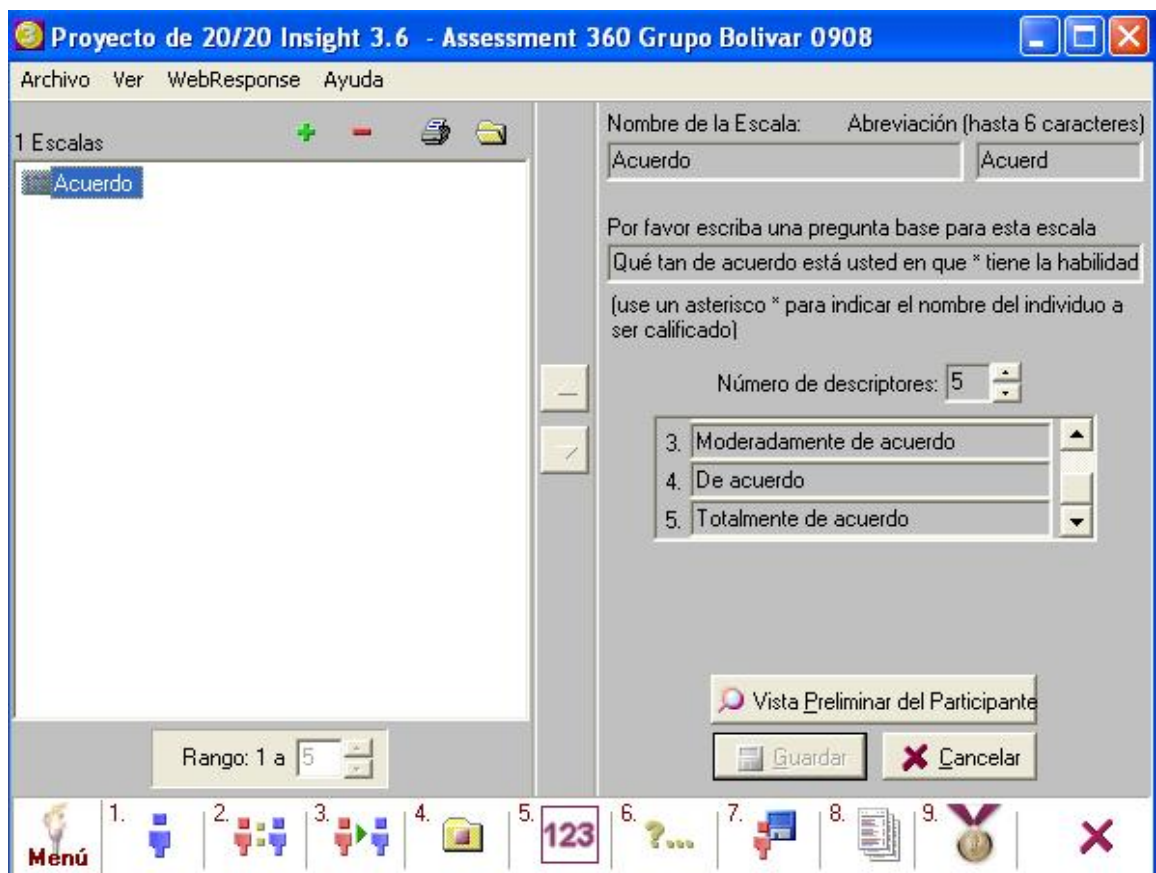 Proyecto de 20/20 Insight 3.6 - Assessment 360 Grupo Bolivar 0908
Archivo Ver WebResponse Ayuda
1 Escalas
Acuerdo
Rango: 1 a 5
Nombre de la Escala: Abreviación (hasta 6 caracteres)
Acuerdo Acuerd
Por favor escriba una pregunta base para esta escala
Qué tan de acuerdo está usted en que * tiene la habilidad
(use un asterisco * para indicar el nombre del individuo a
ser calificado)
Número de descriptores: 5
3. Moderadamente de acuerdo
4. De acuerdo
5. Totalmente de acuerdo
Vista Preliminar del Participante
Guardar Cancelar
Menú 1. 2. 3. 4. 5. 123 6. ?... 7. 8. 9.